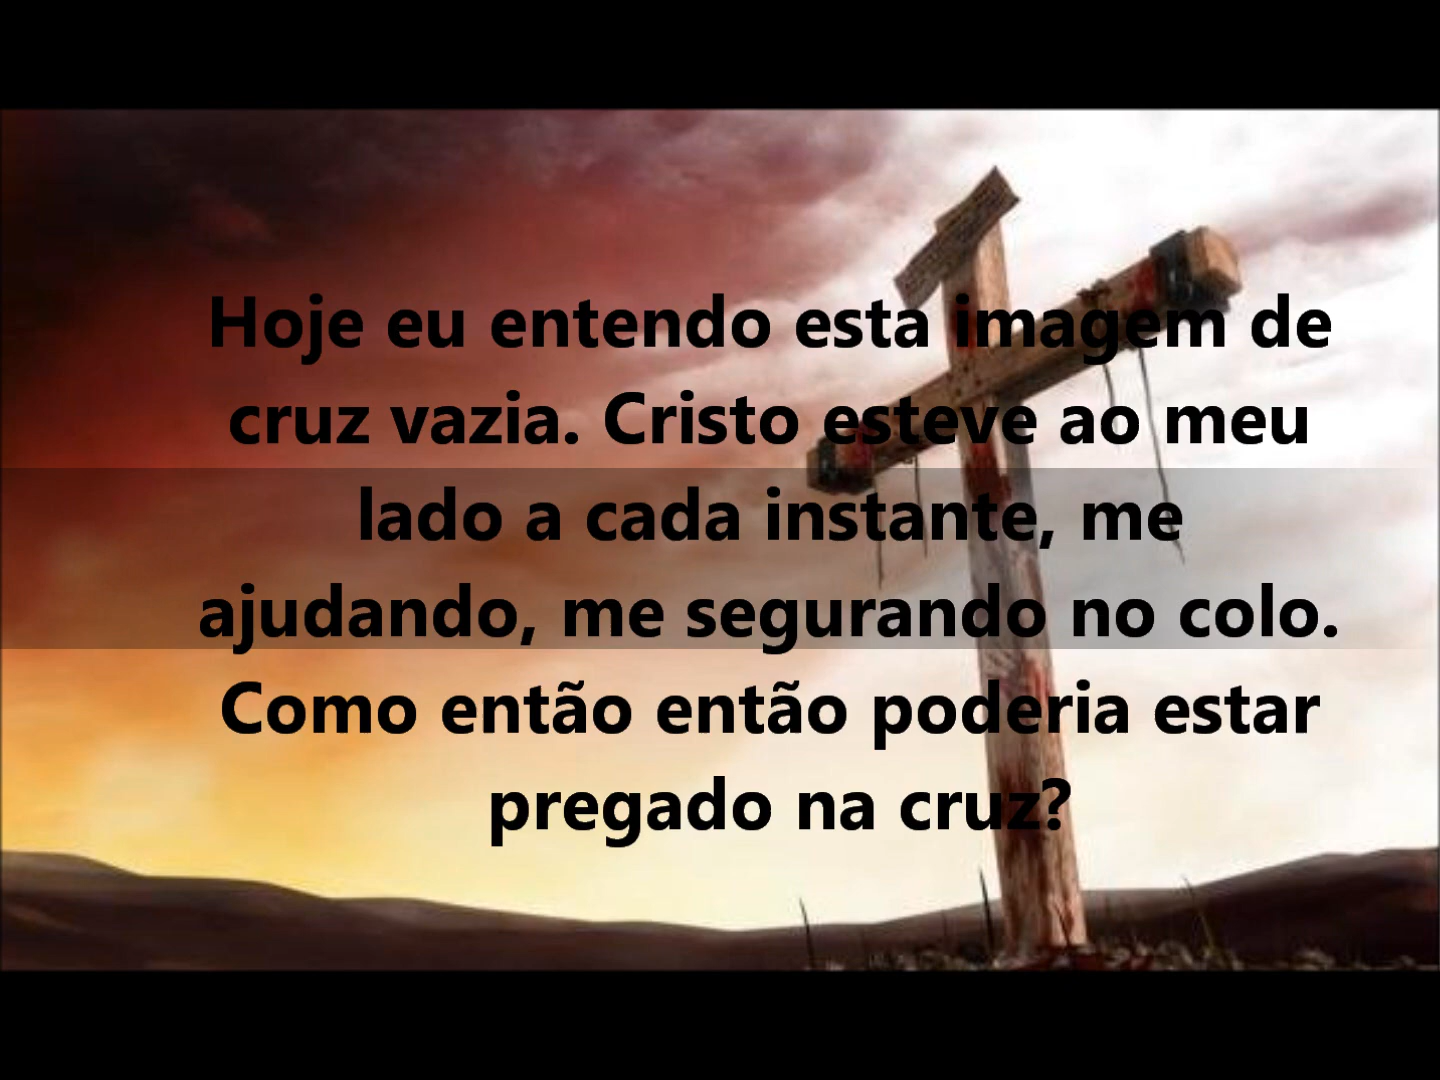 Hoje eu entendo esta imagem de
cruz vazia. Cristo esteve ao meu
lado a cada instante, me
ajudando, me segurando no colo.
Como então então poderia estar
pregado na cruz?